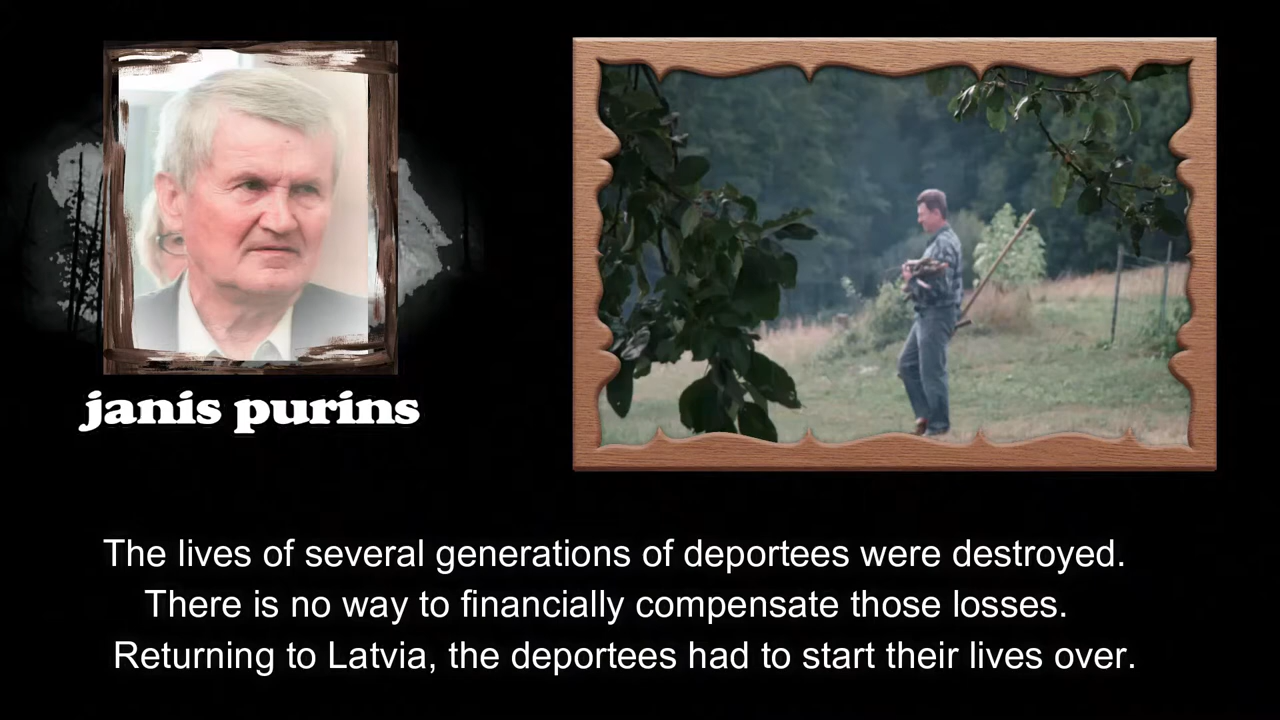 janis purins
The lives of several generations of deportees were destroyed.
There is no way to financially compensate those losses.
Returning to Latvia, the deportees had to start their lives over.